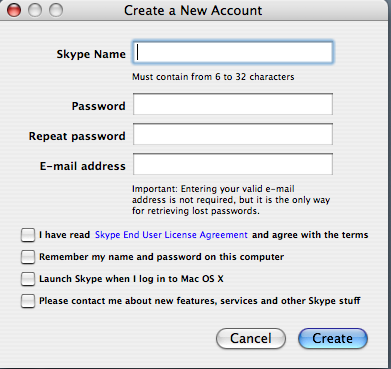 Create a New Account
Skype Name
Must contain from 6 to 32 characters
Password
Repeat password
E-mail address
Important: Entering your valid e-mail
address is not required, but it is the only way
for retrieving lost passwords.
I have read Skype End User License Agreement and agree with the terms
Remember my name and password on this computer
Launch Skype when I log in to Mac OS X
Please contact me about new features, services and other Skype stuff
Cancel Create